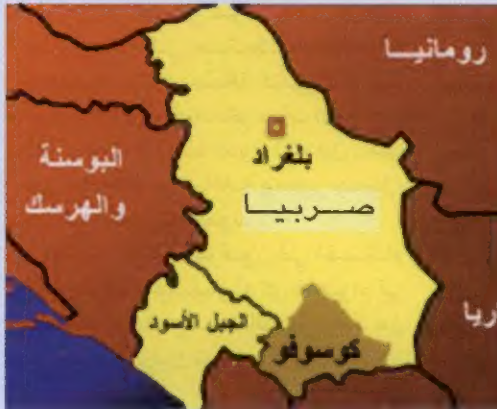 رومانيا
البوسنة
والهرسك
بلغراد
صربيا
الجبل الأسود
كوسوفو
ريا